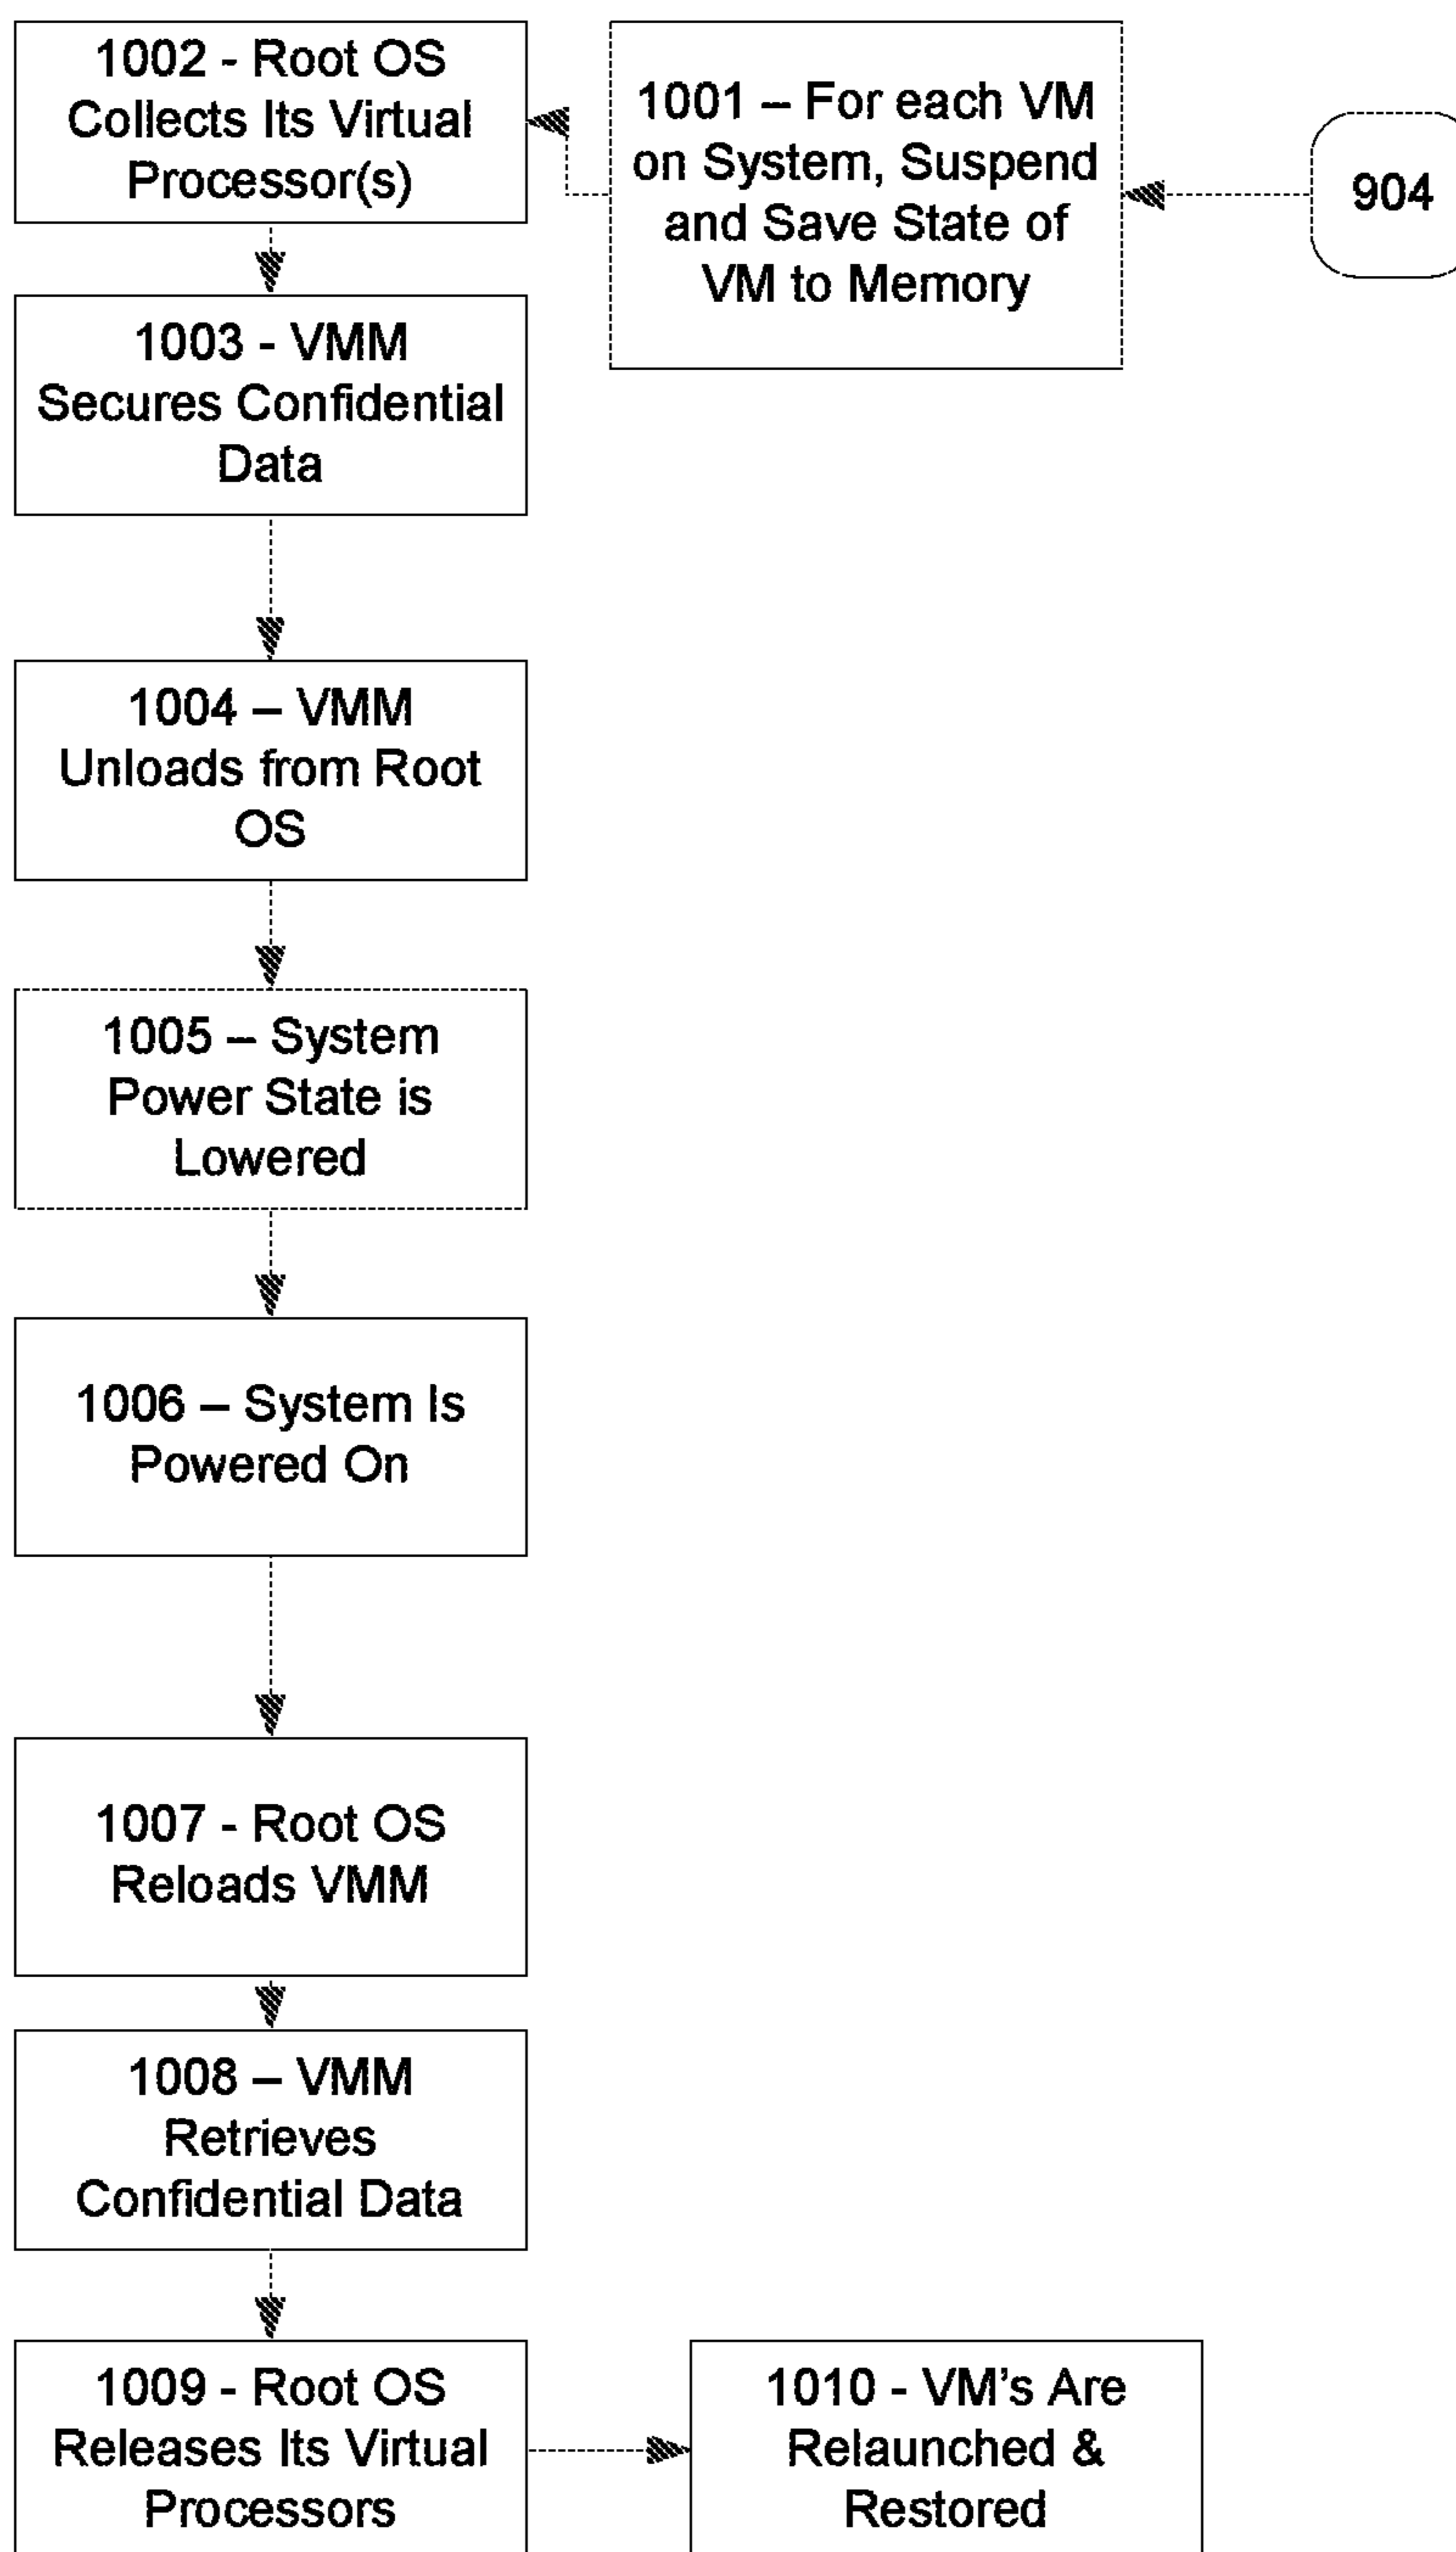 1002 - Root OS
Collects Its Virtual
Processor(s)
1001 – For each VM
on System, Suspend
and Save State of
VM to Memory
904
1003 - VMM
Secures Confidential
Data
1004 – VMM
Unloads from Root
OS
1005 – System
Power State is
Lowered
1006 – System Is
Powered On
1007 - Root OS
Reloads VMM
1008 – VMM
Retrieves
Confidential Data
1009 - Root OS
Releases Its Virtual
Processors
1010 - VM's Are
Relaunched &
Restored